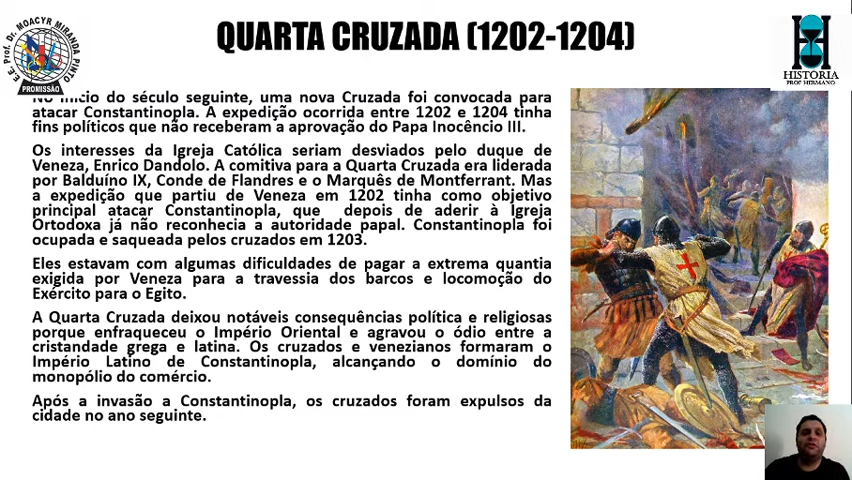 QUARTA CRUZADA (1202-1204)
E.E. Prof. Dr. MOACYR MIRANDA PINTO
PROMISSÃO
HISTORIA
PROF HERMANO
No início do século seguinte, uma nova Cruzada foi convocada para
atacar Constantinopla. A expedição ocorrida entre 1202 e 1204 tinha
fins políticos que não receberam a aprovação do Papa Inocêncio III.
Os interesses da Igreja Católica seriam desviados pelo duque de
Veneza, Enrico Dandolo. A comitiva para a Quarta Cruzada era liderada
por Balduíno IX, Conde de Flandres e o Marquês de Montferrant. Mas
a expedição que partiu de Veneza em 1202 tinha como objetivo
principal atacar Constantinopla, que depois de aderir à Igreja
Ortodoxa já não reconhecia a autoridade papal. Constantinopla foi
ocupada e saqueada pelos cruzados em 1203.
Eles estavam com algumas dificuldades de pagar a extrema quantia
exigida por Veneza para a travessia dos barcos e locomoção do
Exército para o Egito.
A Quarta Cruzada deixou notáveis consequências política e religiosas
porque enfraqueceu o Império Oriental e agravou o ódio entre a
cristandade grega e latina. Os cruzados e venezianos formaram o
Império Latino de Constantinopla, alcançando o domínio do
monopólio do comércio.
Após a invasão a Constantinopla, os cruzados foram expulsos da
cidade no ano seguinte.